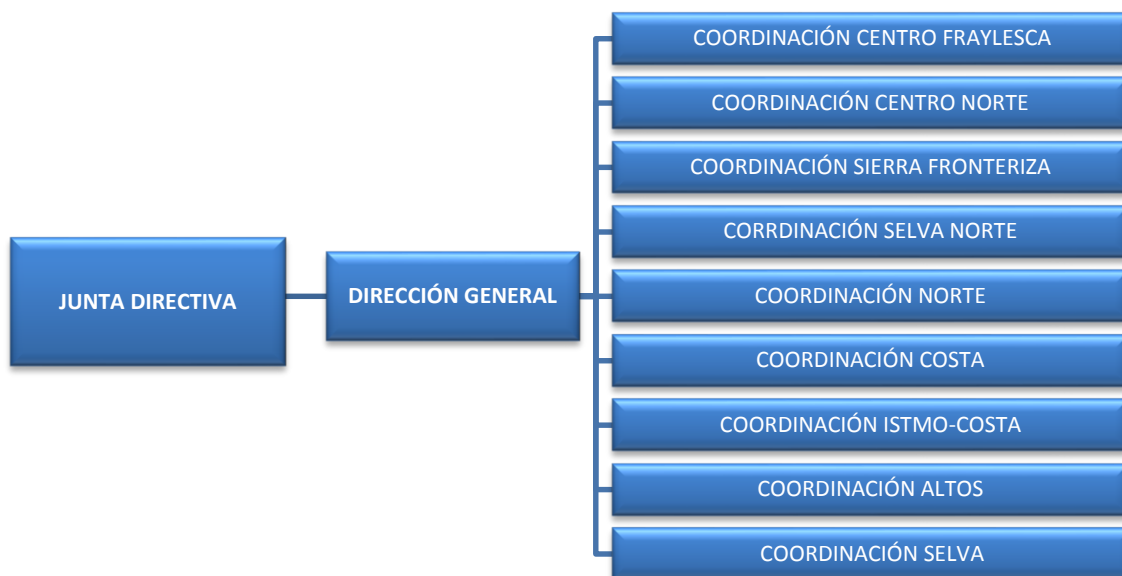 JUNTA DIRECTIVA
DIRECCIÓN GENERAL
COORDINACIÓN CENTRO FRAYLESCA
COORDINACIÓN CENTRO NORTE
COORDINACIÓN SIERRA FRONTERIZA
CORRDINACIÓN SELVA NORTE
COORDINACIÓN NORTE
COORDINACIÓN COSTA
COORDINACIÓN ISTMO-COSTA
COORDINACIÓN ALTOS
COORDINACIÓN SELVA